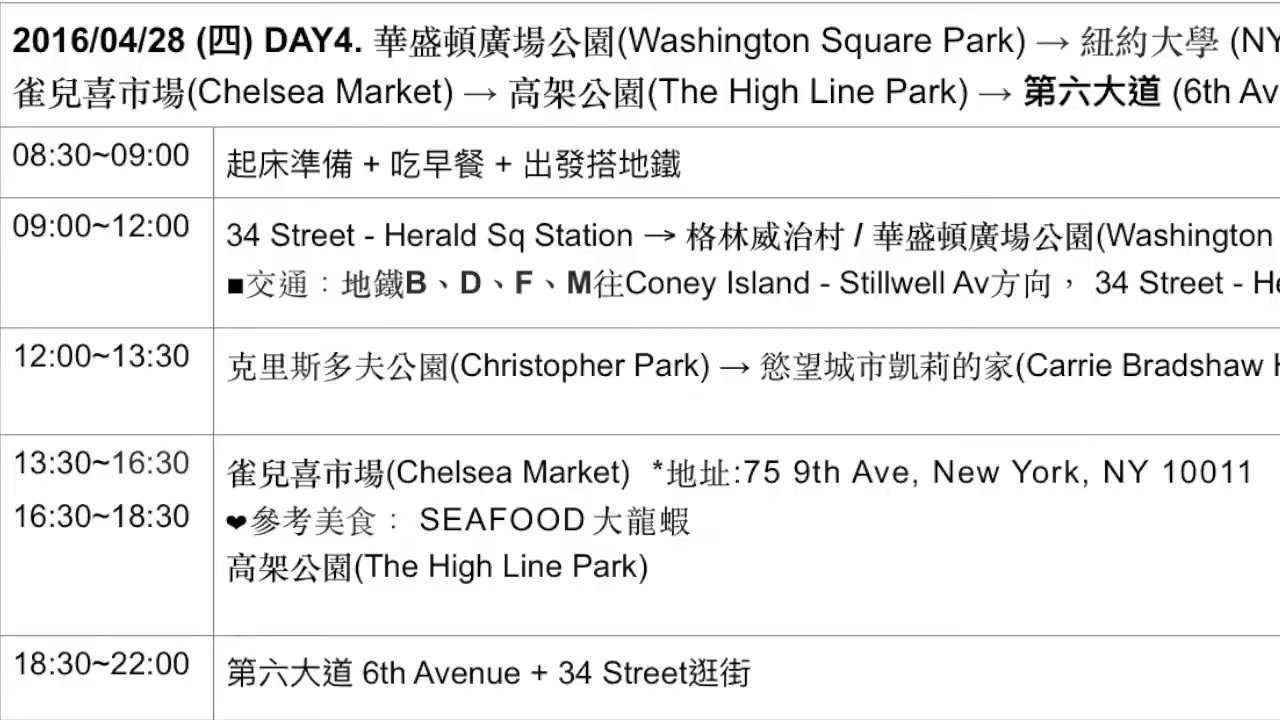 2016/04/28 (四) DAY4. 華盛頓廣場公園(Washington Square Park) → 紐約大學 (NY
雀兒喜市場(Chelsea Market) → 高架公園(The High Line Park) → 第六大道 (6th Av
08:30~09:00
起床準備 + 吃早餐 + 出發搭地鐵
09:00~12:00
34 Street - Herald Sq Station → 格林威治村 / 華盛頓廣場公園(Washington
■交通：地鐵B、D、F、M往Coney Island - Stillwell Av方向， 34 Street - He
12:00~13:30
克里斯多夫公園(Christopher Park) → 慾望城市凱莉的家(Carrie Bradshaw H
13:30~16:30
雀兒喜市場(Chelsea Market) *地址:75 9th Ave, New York, NY 10011
16:30~18:30
❤參考美食： SEAFOOD 大龍蝦
高架公園(The High Line Park)
18:30~22:00
第六大道 6th Avenue + 34 Street逛街